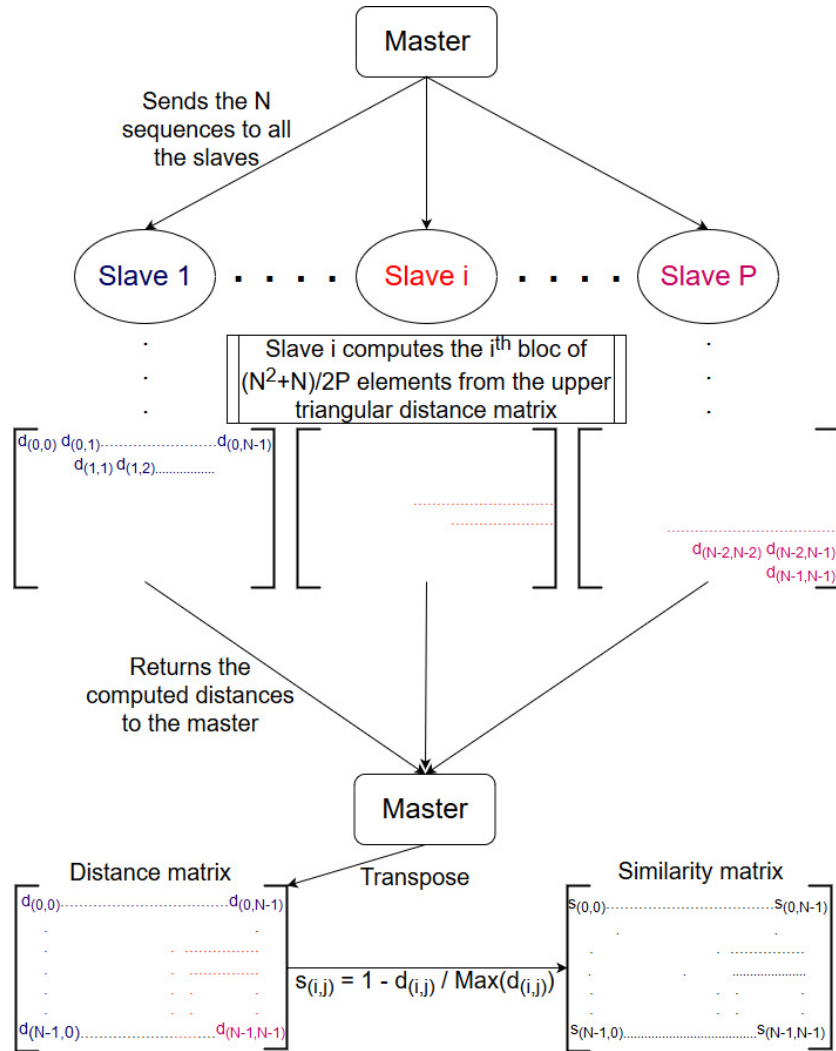 Master
Sends the N
sequences to all
the slaves
Slave 1 . . . . Slave i . . . . Slave P
Slave i computes the iᵗʰ bloc of
(N²+N)/2P elements from the upper
triangular distance matrix
d(0,0) d(0,1)..............................d(0,N-1)
d(1,1) d(1,2)...............
d(N-2,N-2) d(N-2,N-1)
d(N-1,N-1)
Returns the
computed distances
to the master
Master
Transpose
Distance matrix
d(0,0)..............................d(0,N-1)
d(N-1,0)..............................d(N-1,N-1)
s(i,j) = 1 - d(i,j) / Max(d(i,j))
Similarity matrix
s(0,0)..............................s(0,N-1)
s(N-1,0)..............................s(N-1,N-1)